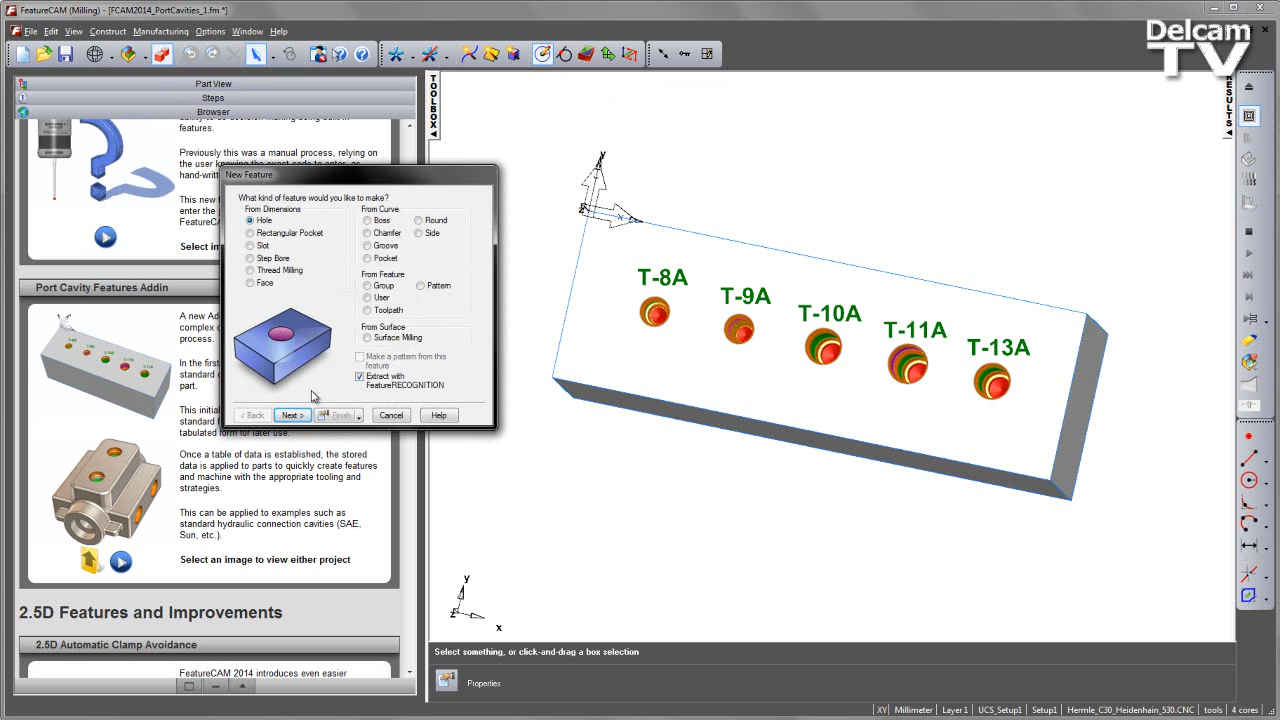 FeatureCAM (Milling) - [FCAM2014_PortCavities_1.fm *]
File Edit View Construct Manufacturing Options Window Help
Delcam
TV
Part View
Steps
Browser
TOOLBOX
RESULTS
features.
Previously this was a manual process, relying on
hand-writt
This new
enter the p
FeatureC
Select im
Port Cavity Features Addin
A new Ad
complex
process.
In the first
standard
part.
This initial
standard f
tabulated form for later use.
Once a table of data is established, the stored
data is applied to parts to quickly create features
and machine with the appropriate tooling and
strategies.
This can be applied to examples such as
standard hydraulic connection cavities (SAE,
Sun, etc.).
Select an image to view either project
2.5D Features and Improvements
2.5D Automatic Clamp Avoidance
FeatureCAM 2014 introduces even easier
New Feature
What kind of feature would you like to make?
From Dimensions
Hole
Rectangular Pocket
Slot
Step Bore
Thread Milling
Face
From Curve
Boss Round
Chamfer Side
Groove
Pocket
From Feature
Group Pattern
User
Toolpath
From Surface
Surface Milling
Make a pattern from this
feature
Extract with
FeatureRECOGNITION
< Back Next > Finish Cancel Help
y
T-8A
T-9A
T-10A
T-11A
T-13A
y
z
x
Select something, or click-and-drag a box selection
Properties
XY Millimeter Layer1 UCS_Setup1 Setup1 Hermle_C30_Heidenhain_530.CNC tools 4 cores